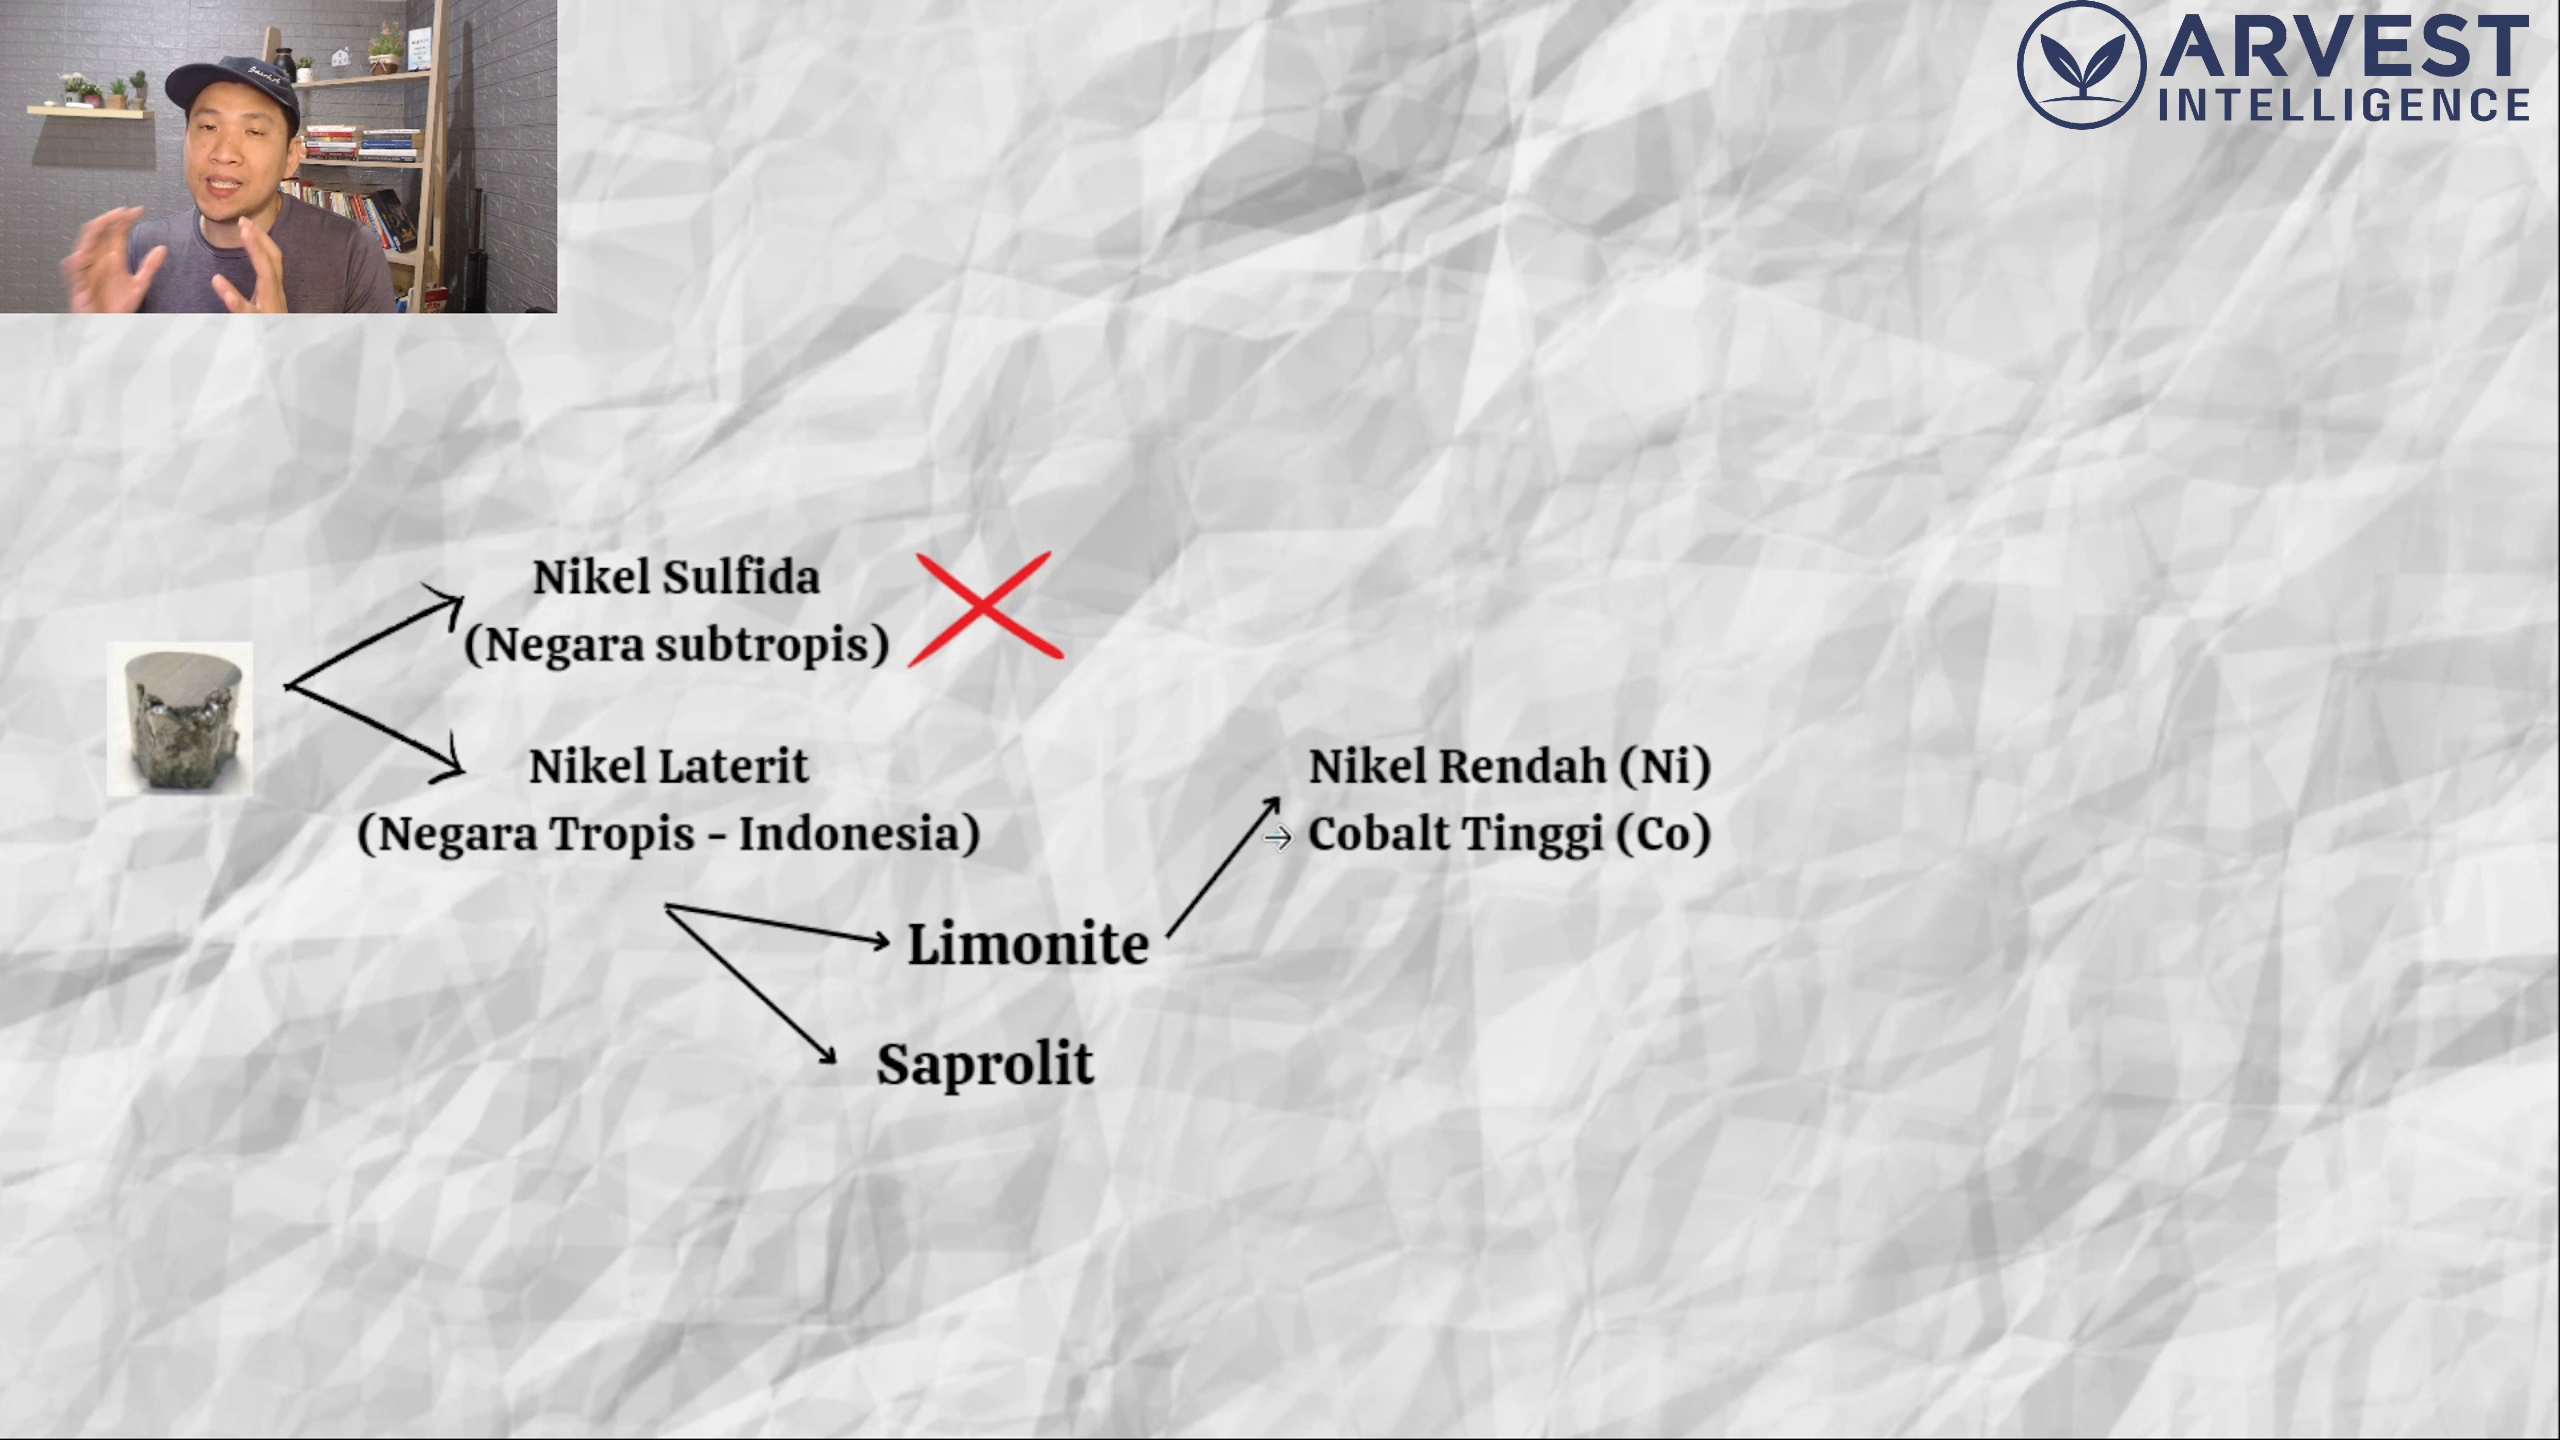 ARVEST
INTELLIGENCE
Nikel Sulfida
(Negara subtropis)
Nikel Laterit
(Negara Tropis - Indonesia)
Nikel Rendah (Ni)
Cobalt Tinggi (Co)
Limonite
Saprolit